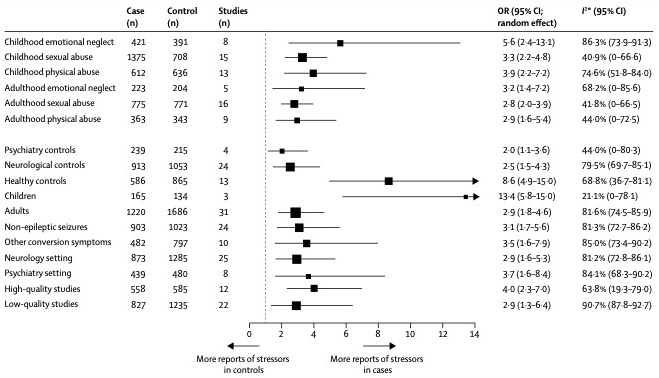 Case (n) Control (n) Studies (n) OR (95% CI; random effect) I²* (95% CI)
Childhood emotional neglect 421 391 8 5·6 (2·4–13·1) 86·3% (73·9–91·3)
Childhood sexual abuse 1375 708 15 3·3 (2·2–4·8) 40·9% (0–66·6)
Childhood physical abuse 612 636 13 3·9 (2·2–7·2) 74·6% (51·8–84·0)
Adulthood emotional neglect 223 204 5 3·2 (1·4–7·2) 68·2% (0–85·6)
Adulthood sexual abuse 775 771 16 2·8 (2·0–3·9) 41·8% (0–66·5)
Adulthood physical abuse 363 343 9 2·9 (1·6–5·4) 44·0% (0–72·5)
Psychiatry controls 239 215 4 2·0 (1·1–3·6) 44·0% (0–80·3)
Neurological controls 913 1053 24 2·5 (1·5–4·3) 79·5% (69·7–85·1)
Healthy controls 586 865 13 8·6 (4·9–15·0) 68·8% (36·7–81·1)
Children 165 134 3 13·4 (5·8–15·0) 21·1% (0–78·1)
Adults 1220 1686 31 2·9 (1·8–4·6) 81·6% (74·5–85·9)
Non-epileptic seizures 903 1023 24 3·1 (1·7–5·6) 81·3% (72·7–86·2)
Other conversion symptoms 482 797 10 3·5 (1·6–7·9) 85·0% (73·4–90·2)
Neurology setting 873 1285 25 2·9 (1·6–5·3) 81·2% (72·8–86·1)
Psychiatry setting 439 480 8 3·7 (1·6–8·4) 84·1% (68·3–90·2)
High-quality studies 558 585 12 4·0 (2·3–7·0) 63·8% (19·3–79·0)
Low-quality studies 827 1235 22 2·9 (1·3–6·4) 90·7% (87·8–92·7)
0 2 4 6 8 10 12 14
More reports of stressors in controls
More reports of stressors in cases